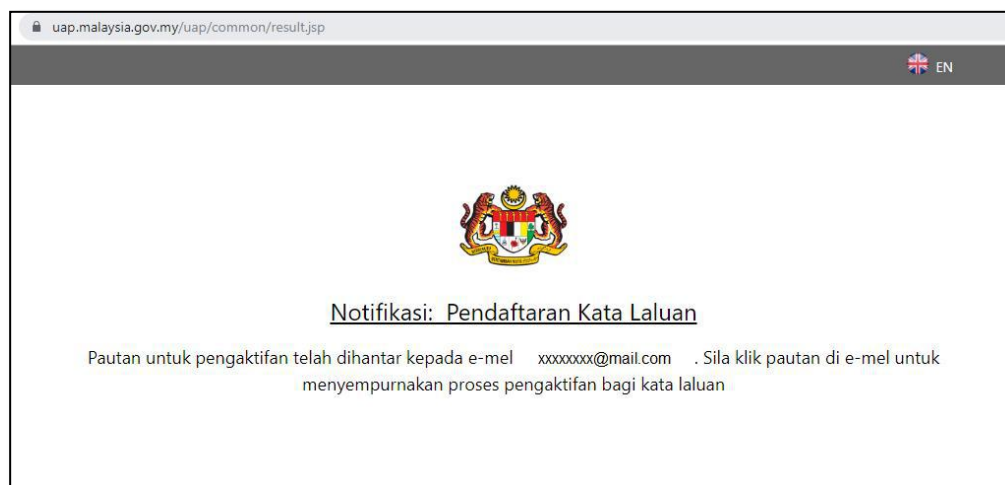 uap.malaysia.gov.my/uap/common/result.jsp
EN
Notifikasi: Pendaftaran Kata Laluan
Pautan untuk pengaktifan telah dihantar kepada e-mel xxxxxxxx@mail.com . Sila klik pautan di e-mel untuk
menyempurnakan proses pengaktifan bagi kata laluan